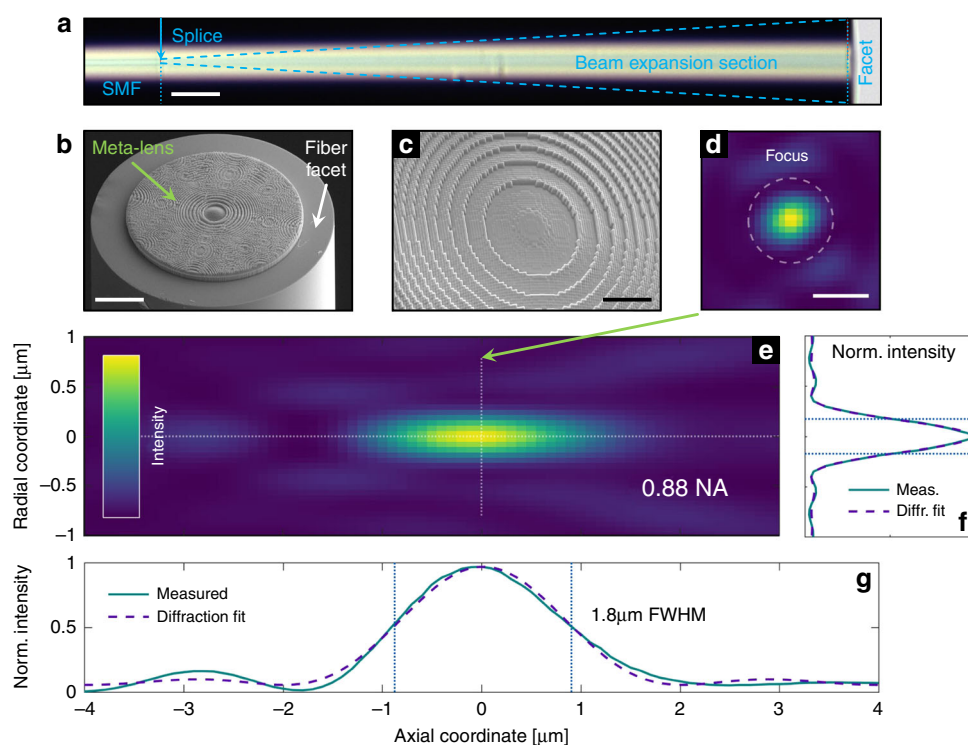 a
Splice
SMF
Beam expansion section
Facet
b
Meta-lens
Fiber
facet
c
d
Focus
Radial coordinate [μm]
1
0.5
0
−0.5
−1
Intensity
e
0.88 NA
Norm. intensity
Meas.
Diffr. fit
f
Norm. intensity
1
0.5
0
Measured
Diffraction fit
1.8μm FWHM
g
−4
−3
−2
−1
0
1
2
3
4
Axial coordinate [μm]